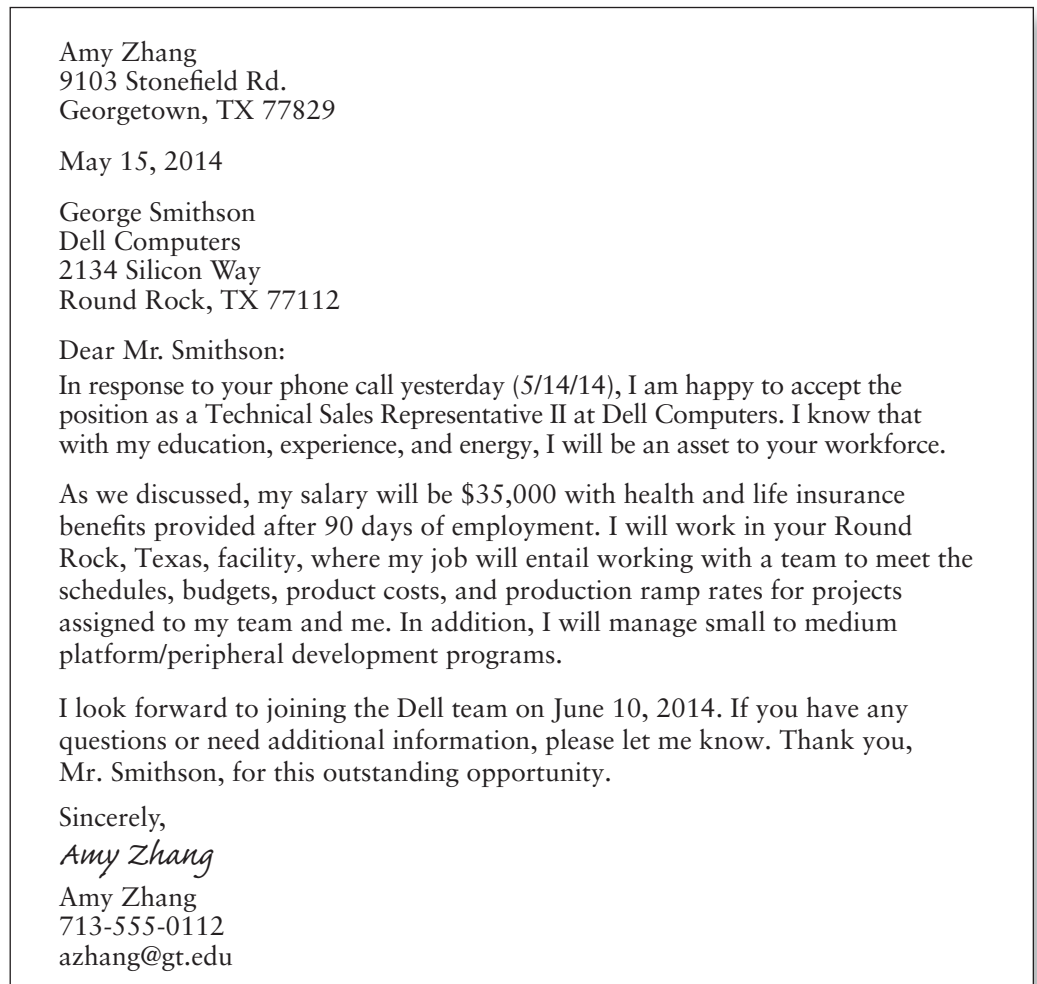 Amy Zhang
9103 Stonefield Rd.
Georgetown, TX 77829
May 15, 2014
George Smithson
Dell Computers
2134 Silicon Way
Round Rock, TX 77112
Dear Mr. Smithson:
In response to your phone call yesterday (5/14/14), I am happy to accept the
position as a Technical Sales Representative II at Dell Computers. I know that
with my education, experience, and energy, I will be an asset to your workforce.
As we discussed, my salary will be $35,000 with health and life insurance
benefits provided after 90 days of employment. I will work in your Round
Rock, Texas, facility, where my job will entail working with a team to meet the
schedules, budgets, product costs, and production ramp rates for projects
assigned to my team and me. In addition, I will manage small to medium
platform/peripheral development programs.
I look forward to joining the Dell team on June 10, 2014. If you have any
questions or need additional information, please let me know. Thank you,
Mr. Smithson, for this outstanding opportunity.
Sincerely,
Amy Zhang
Amy Zhang
713-555-0112
azhang@gt.edu